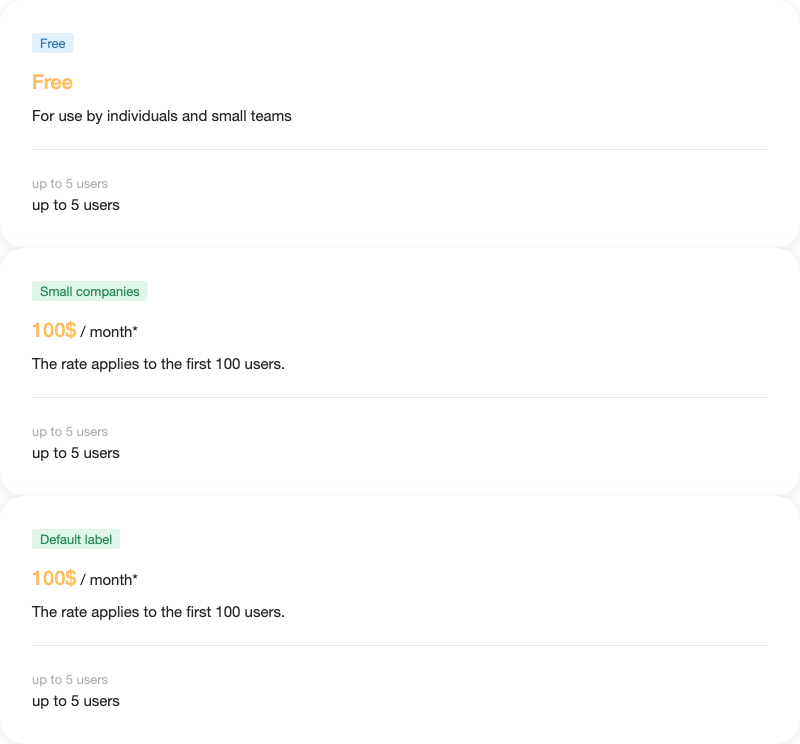 Free
Free
For use by individuals and small teams
up to 5 users
up to 5 users
Small companies
100$ / month*
The rate applies to the first 100 users.
up to 5 users
up to 5 users
Default label
100$ / month*
The rate applies to the first 100 users.
up to 5 users
up to 5 users